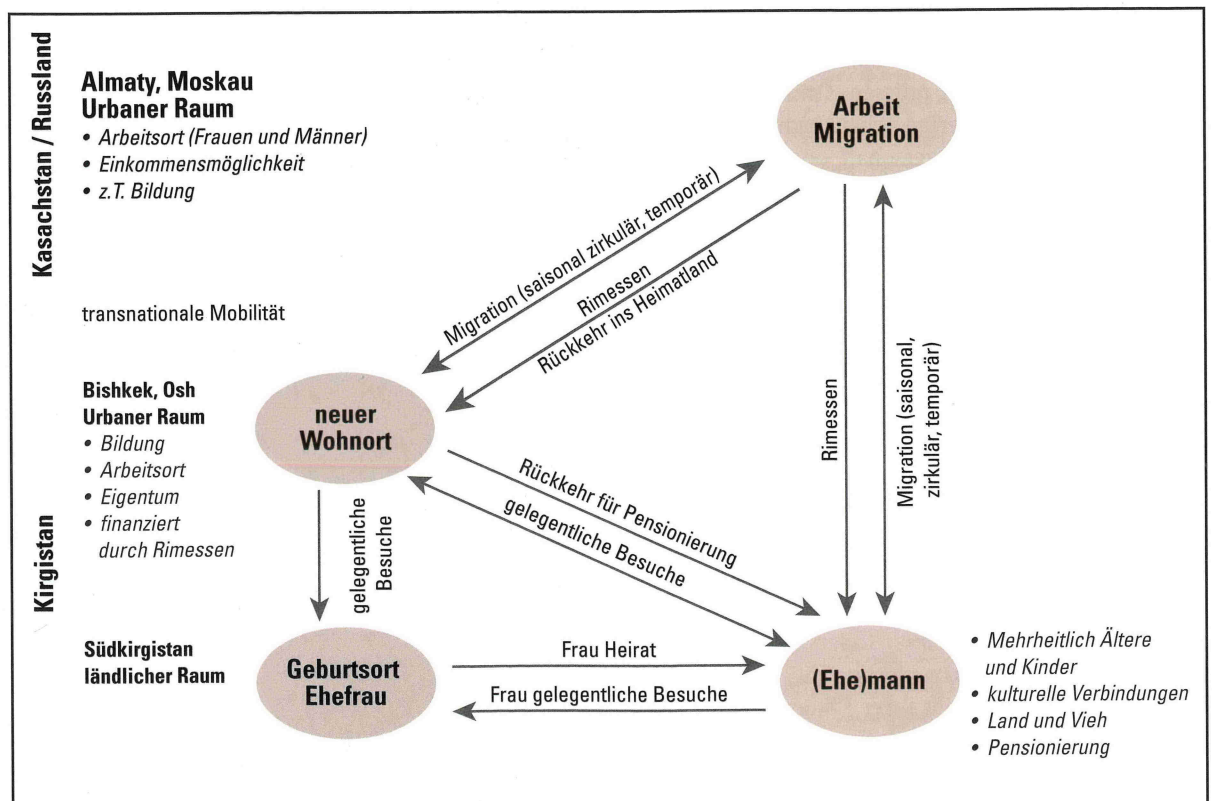 Kasachstan / Russland
Almaty, Moskau
Urbaner Raum
• Arbeitsort (Frauen und Männer)
• Einkommensmöglichkeit
• z.T. Bildung
Arbeit
Migration
Migration (saisonal zirkulär, temporär)
Rimessen
Rückkehr ins Heimatland
transnationale Mobilität
Rimessen
Migration (saisonal,
zirkulär, temporär)
Kirgistan
Bishkek, Osh
Urbaner Raum
• Bildung
• Arbeitsort
• Eigentum
• finanziert
durch Rimessen
neuer
Wohnort
Rückkehr für Pensionierung
gelegentliche Besuche
gelegentliche
Besuche
Südkirgistan
ländlicher Raum
Geburtsort
Ehefrau
Frau Heirat
Frau gelegentliche Besuche
(Ehe)mann
• Mehrheitlich Ältere
und Kinder
• kulturelle Verbindungen
• Land und Vieh
• Pensionierung